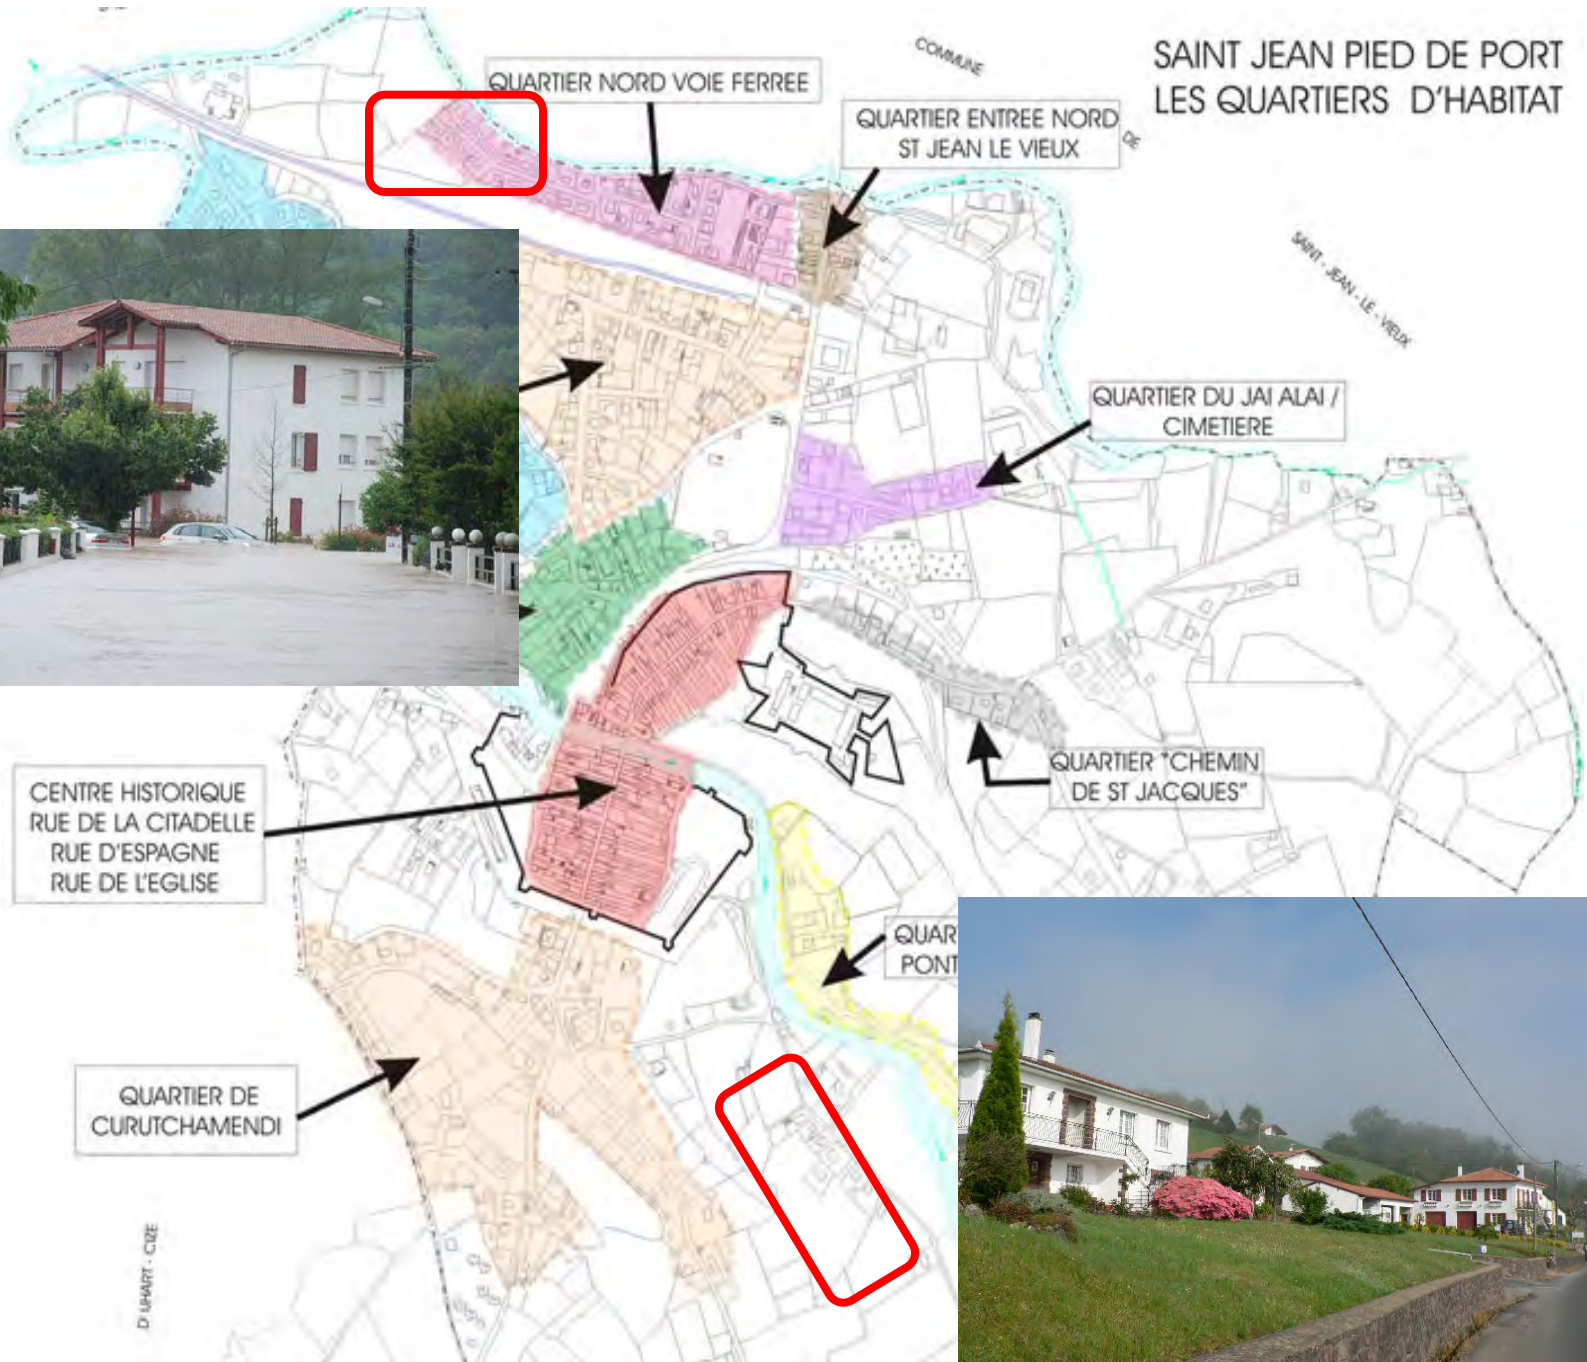 SAINT JEAN PIED DE PORT
LES QUARTIERS D'HABITAT
COMMUNE
DE
QUARTIER NORD VOIE FERREE
QUARTIER ENTREE NORD
ST JEAN LE VIEUX
SAINT - JEAN - LE - VIEUX
QUARTIER DU JAI ALAI /
CIMETIERE
QUARTIER "CHEMIN
DE ST JACQUES"
CENTRE HISTORIQUE
RUE DE LA CITADELLE
RUE D'ESPAGNE
RUE DE L'EGLISE
QUAR
PONT
QUARTIER DE
CURUTCHAMENDI
D'UHART - CIZE